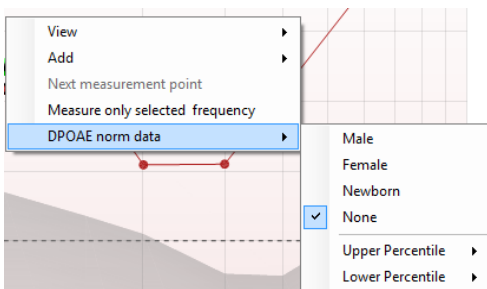 View
Add
Next measurement point
Measure only selected frequency
DPOAE norm data
Male
Female
Newborn
None
Upper Percentile
Lower Percentile